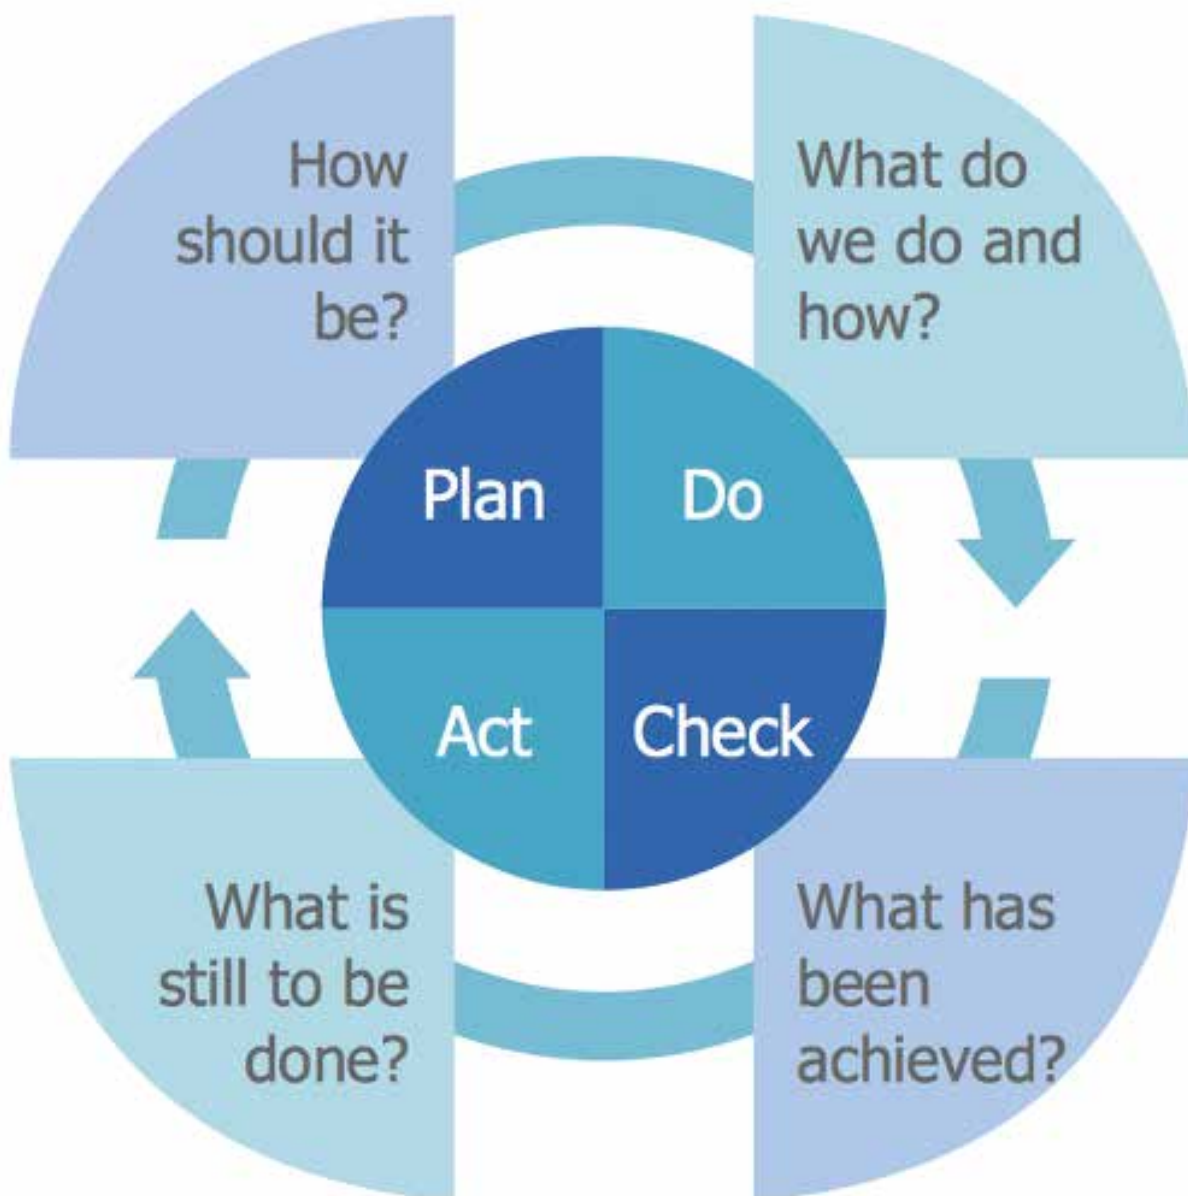 How
should it
be?
What do
we do and
how?
Plan
Do
Act
Check
What is
still to be
done?
What has
been
achieved?